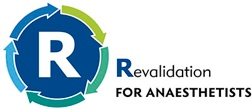 R
Revalidation
FOR ANAESTHETISTS